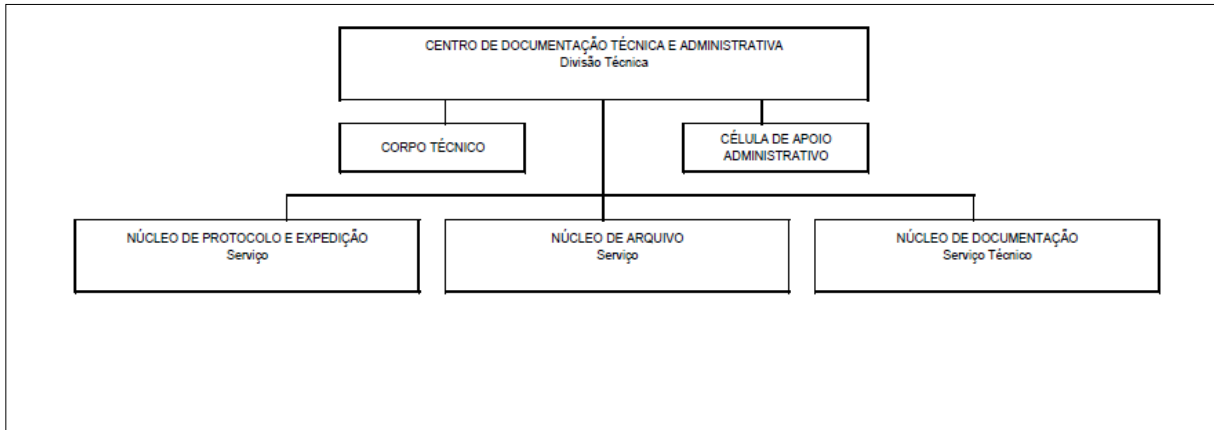 CENTRO DE DOCUMENTAÇÃO TÉCNICA E ADMINISTRATIVA
Divisão Técnica
CORPO TÉCNICO
CÉLULA DE APOIO
ADMINISTRATIVO
NÚCLEO DE PROTOCOLO E EXPEDIÇÃO
Serviço
NÚCLEO DE ARQUIVO
Serviço
NÚCLEO DE DOCUMENTAÇÃO
Serviço Técnico